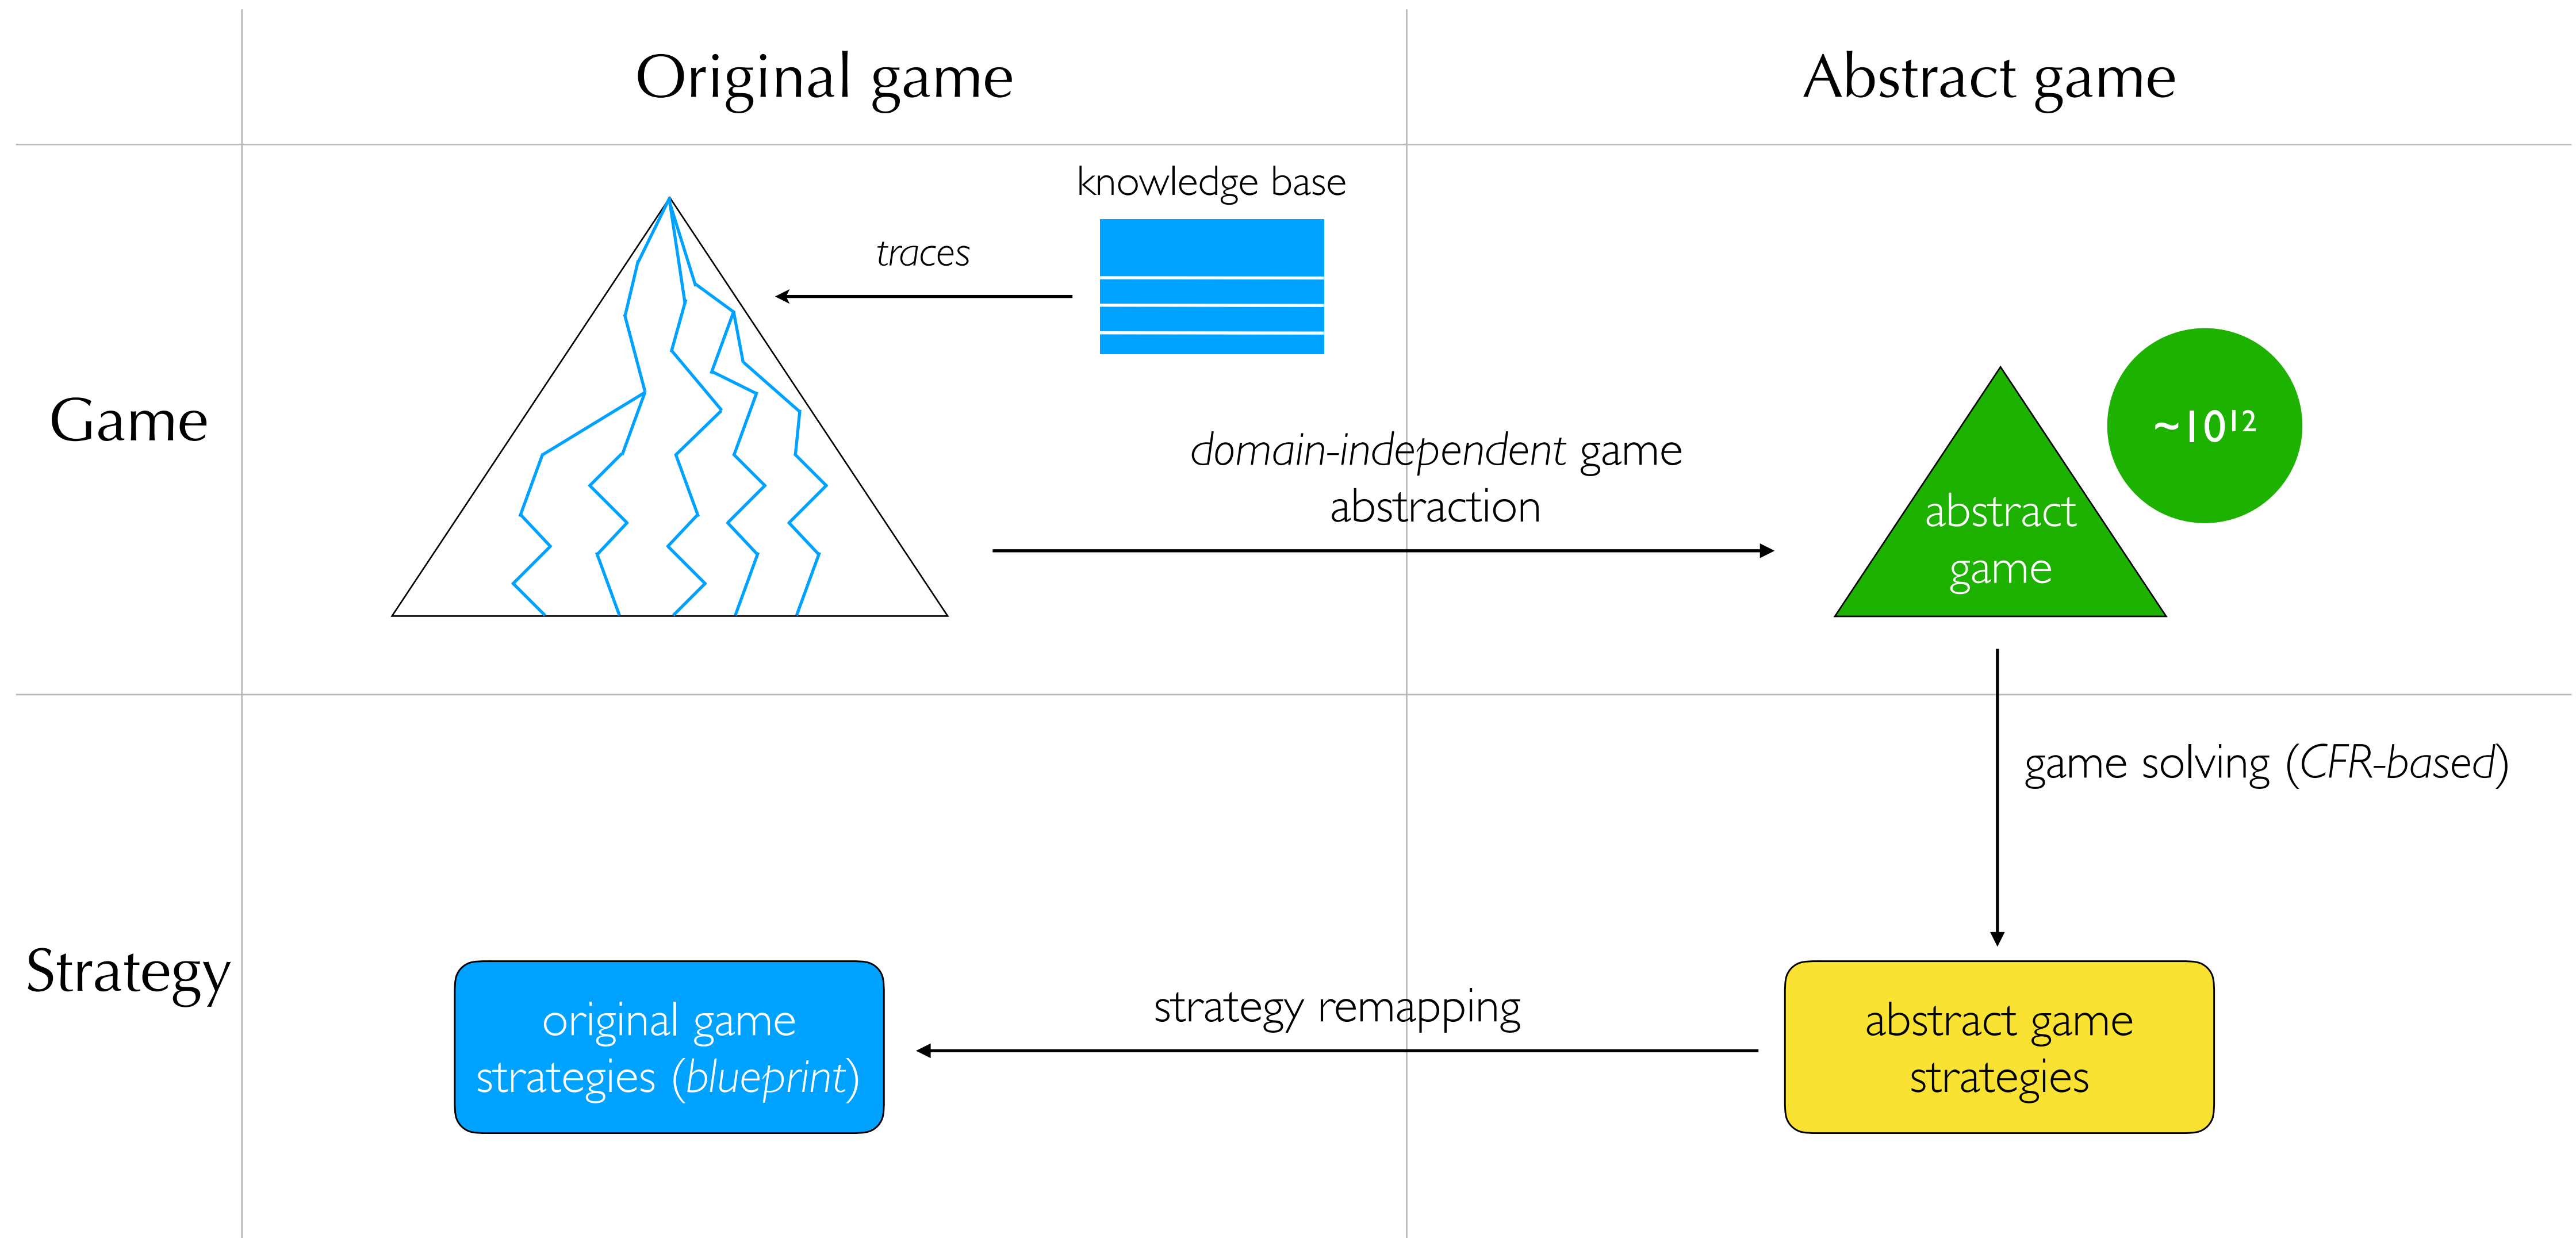 Original game
Abstract game
Game
knowledge base
traces
domain-independent game
abstraction
abstract
game
~10¹²
game solving (CFR-based)
Strategy
original game
strategies (blueprint)
strategy remapping
abstract game
strategies